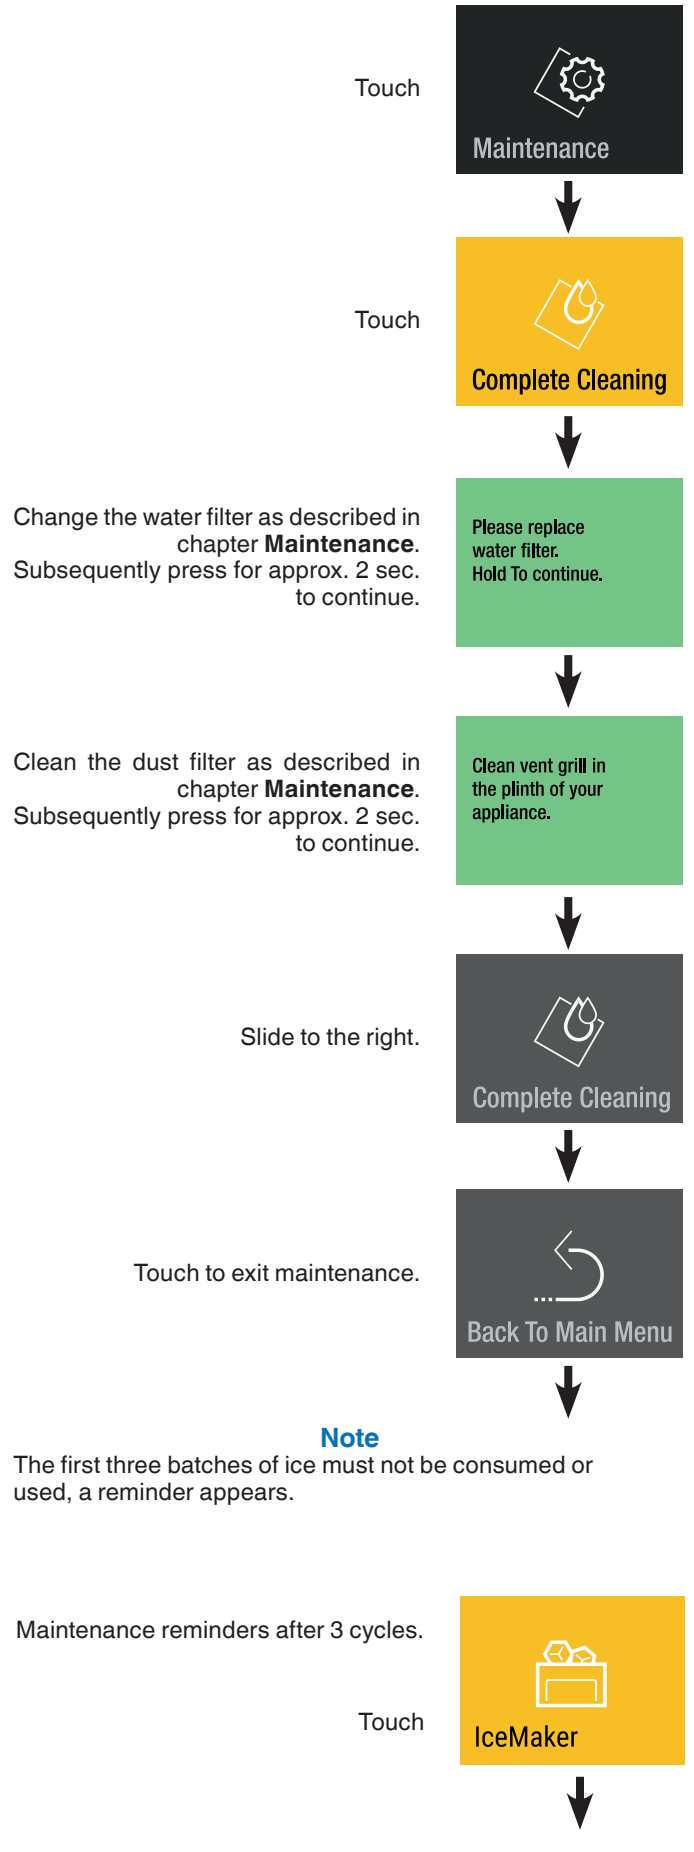 Touch
Maintenance
Touch
Complete Cleaning
Change the water filter as described in
chapter Maintenance.
Subsequently press for approx. 2 sec.
to continue.
Please replace
water filter.
Hold To continue.
Clean the dust filter as described in
chapter Maintenance.
Subsequently press for approx. 2 sec.
to continue.
Clean vent grill in
the plinth of your
appliance.
Slide to the right.
Complete Cleaning
Touch to exit maintenance.
Back To Main Menu
Note
The first three batches of ice must not be consumed or
used, a reminder appears.
Maintenance reminders after 3 cycles.
Touch
IceMaker